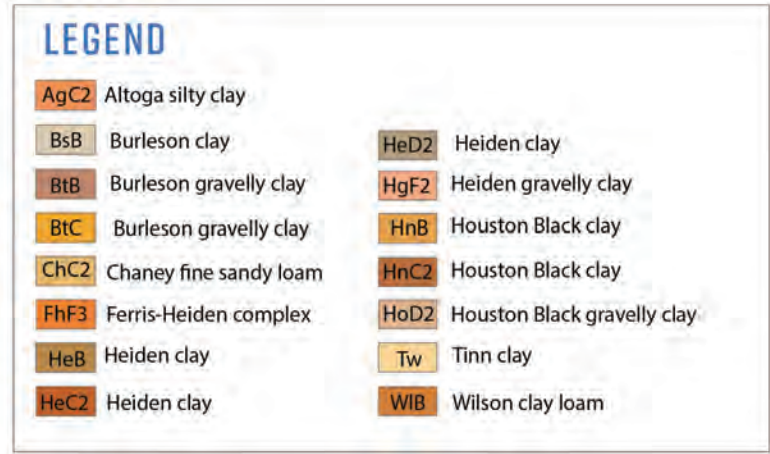 LEGEND
AgC2 Altoga silty clay
BsB Burleson clay
BtB Burleson gravelly clay
BtC Burleson gravelly clay
ChC2 Chaney fine sandy loam
FhF3 Ferris-Heiden complex
HeB Heiden clay
HeC2 Heiden clay
HeD2 Heiden clay
HgF2 Heiden gravelly clay
HnB Houston Black clay
HnC2 Houston Black clay
HoD2 Houston Black gravelly clay
Tw Tinn clay
WlB Wilson clay loam